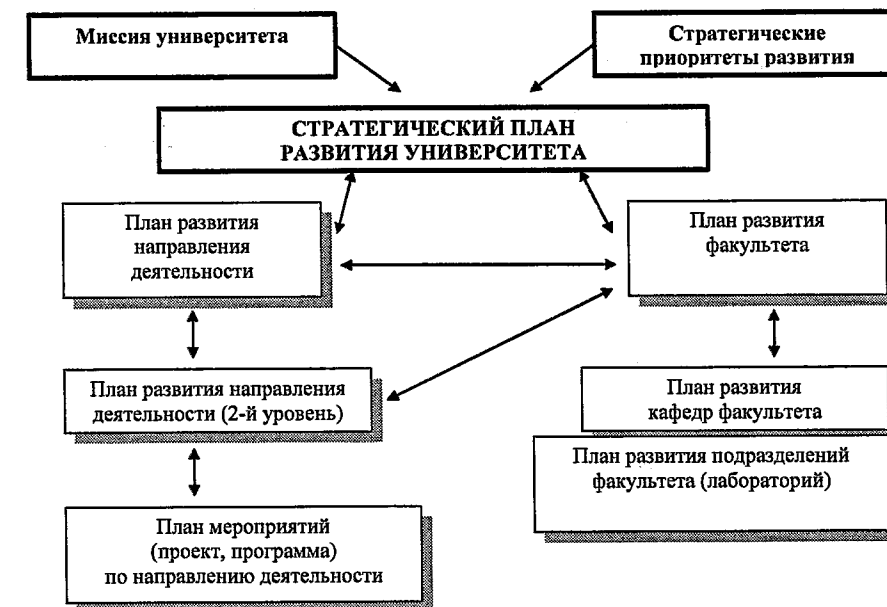 Миссия университета
Стратегические
приоритеты развития
СТРАТЕГИЧЕСКИЙ ПЛАН
РАЗВИТИЯ УНИВЕРСИТЕТА
План развития
направления
деятельности
План развития
факультета
План развития направления
деятельности (2-й уровень)
План развития
кафедр факультета
План развития подразделений
факультета (лабораторий)
План мероприятий
(проект, программа)
по направлению деятельности